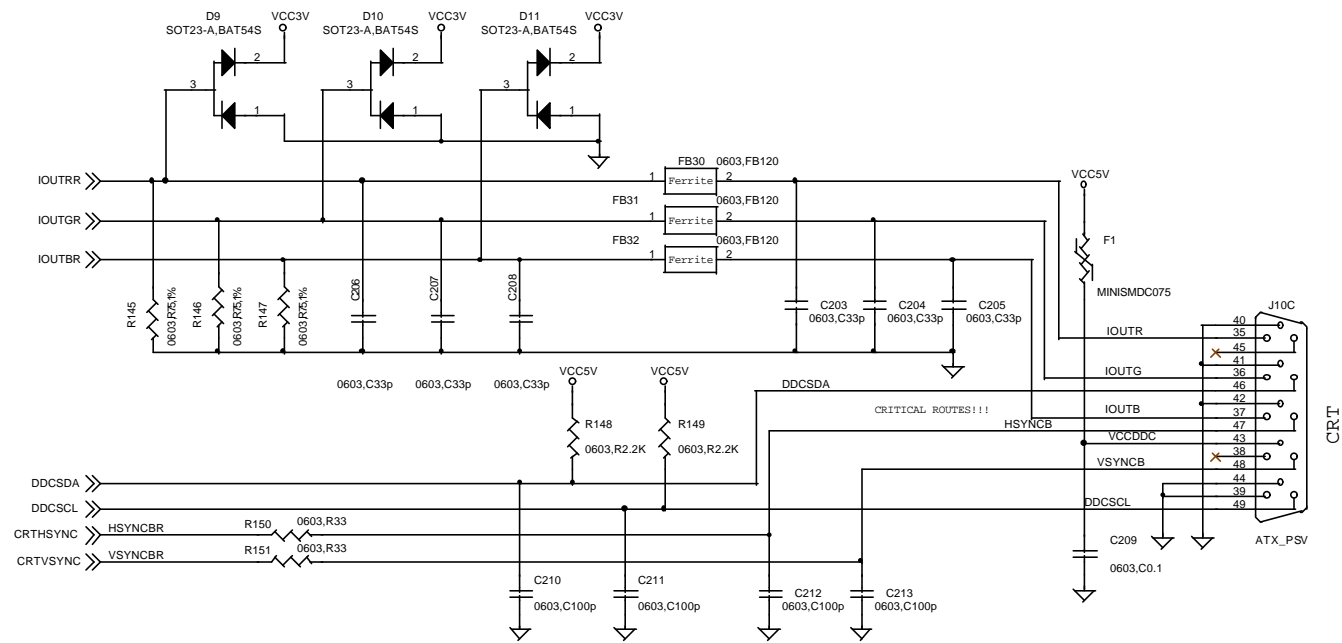 D9
SOT23-A,BAT54S
VCC3V
D10
SOT23-A,BAT54S
VCC3V
D11
SOT23-A,BAT54S
VCC3V
3
2
1
3
2
1
3
2
1
IOUTRR
IOUTGR
IOUTBR
FB30
0603,FB120
1
Ferrite
2
FB31
0603,FB120
1
Ferrite
2
FB32
0603,FB120
1
Ferrite
2
R145
0603,R75,1%
R146
0603,R75,1%
R147
0603,R75,1%
C206
0603,C33p
C207
0603,C33p
C208
0603,C33p
C203
0603,C33p
C204
0603,C33p
C205
0603,C33p
VCC5V
F1
MINISMDC075
VCC5V
R148
0603,R2.2K
VCC5V
R149
0603,R2.2K
DDCSDA
CRITICAL ROUTES!!!
HSYNCB
IOUTR
IOUTG
IOUTB
VCCDDC
VSYNCB
DDCSCL
J10C
40
35
45
41
36
46
42
37
47
43
38
48
44
39
49
ATX_PSV
CRT
DDCSDA
DDCSCL
CRTHSYNC
HSYNCBR
R150
0603,R33
CRTVSYNC
VSYNCBR
R151
0603,R33
C210
0603,C100p
C211
0603,C100p
C212
0603,C100p
C213
0603,C100p
C209
0603,C0.1